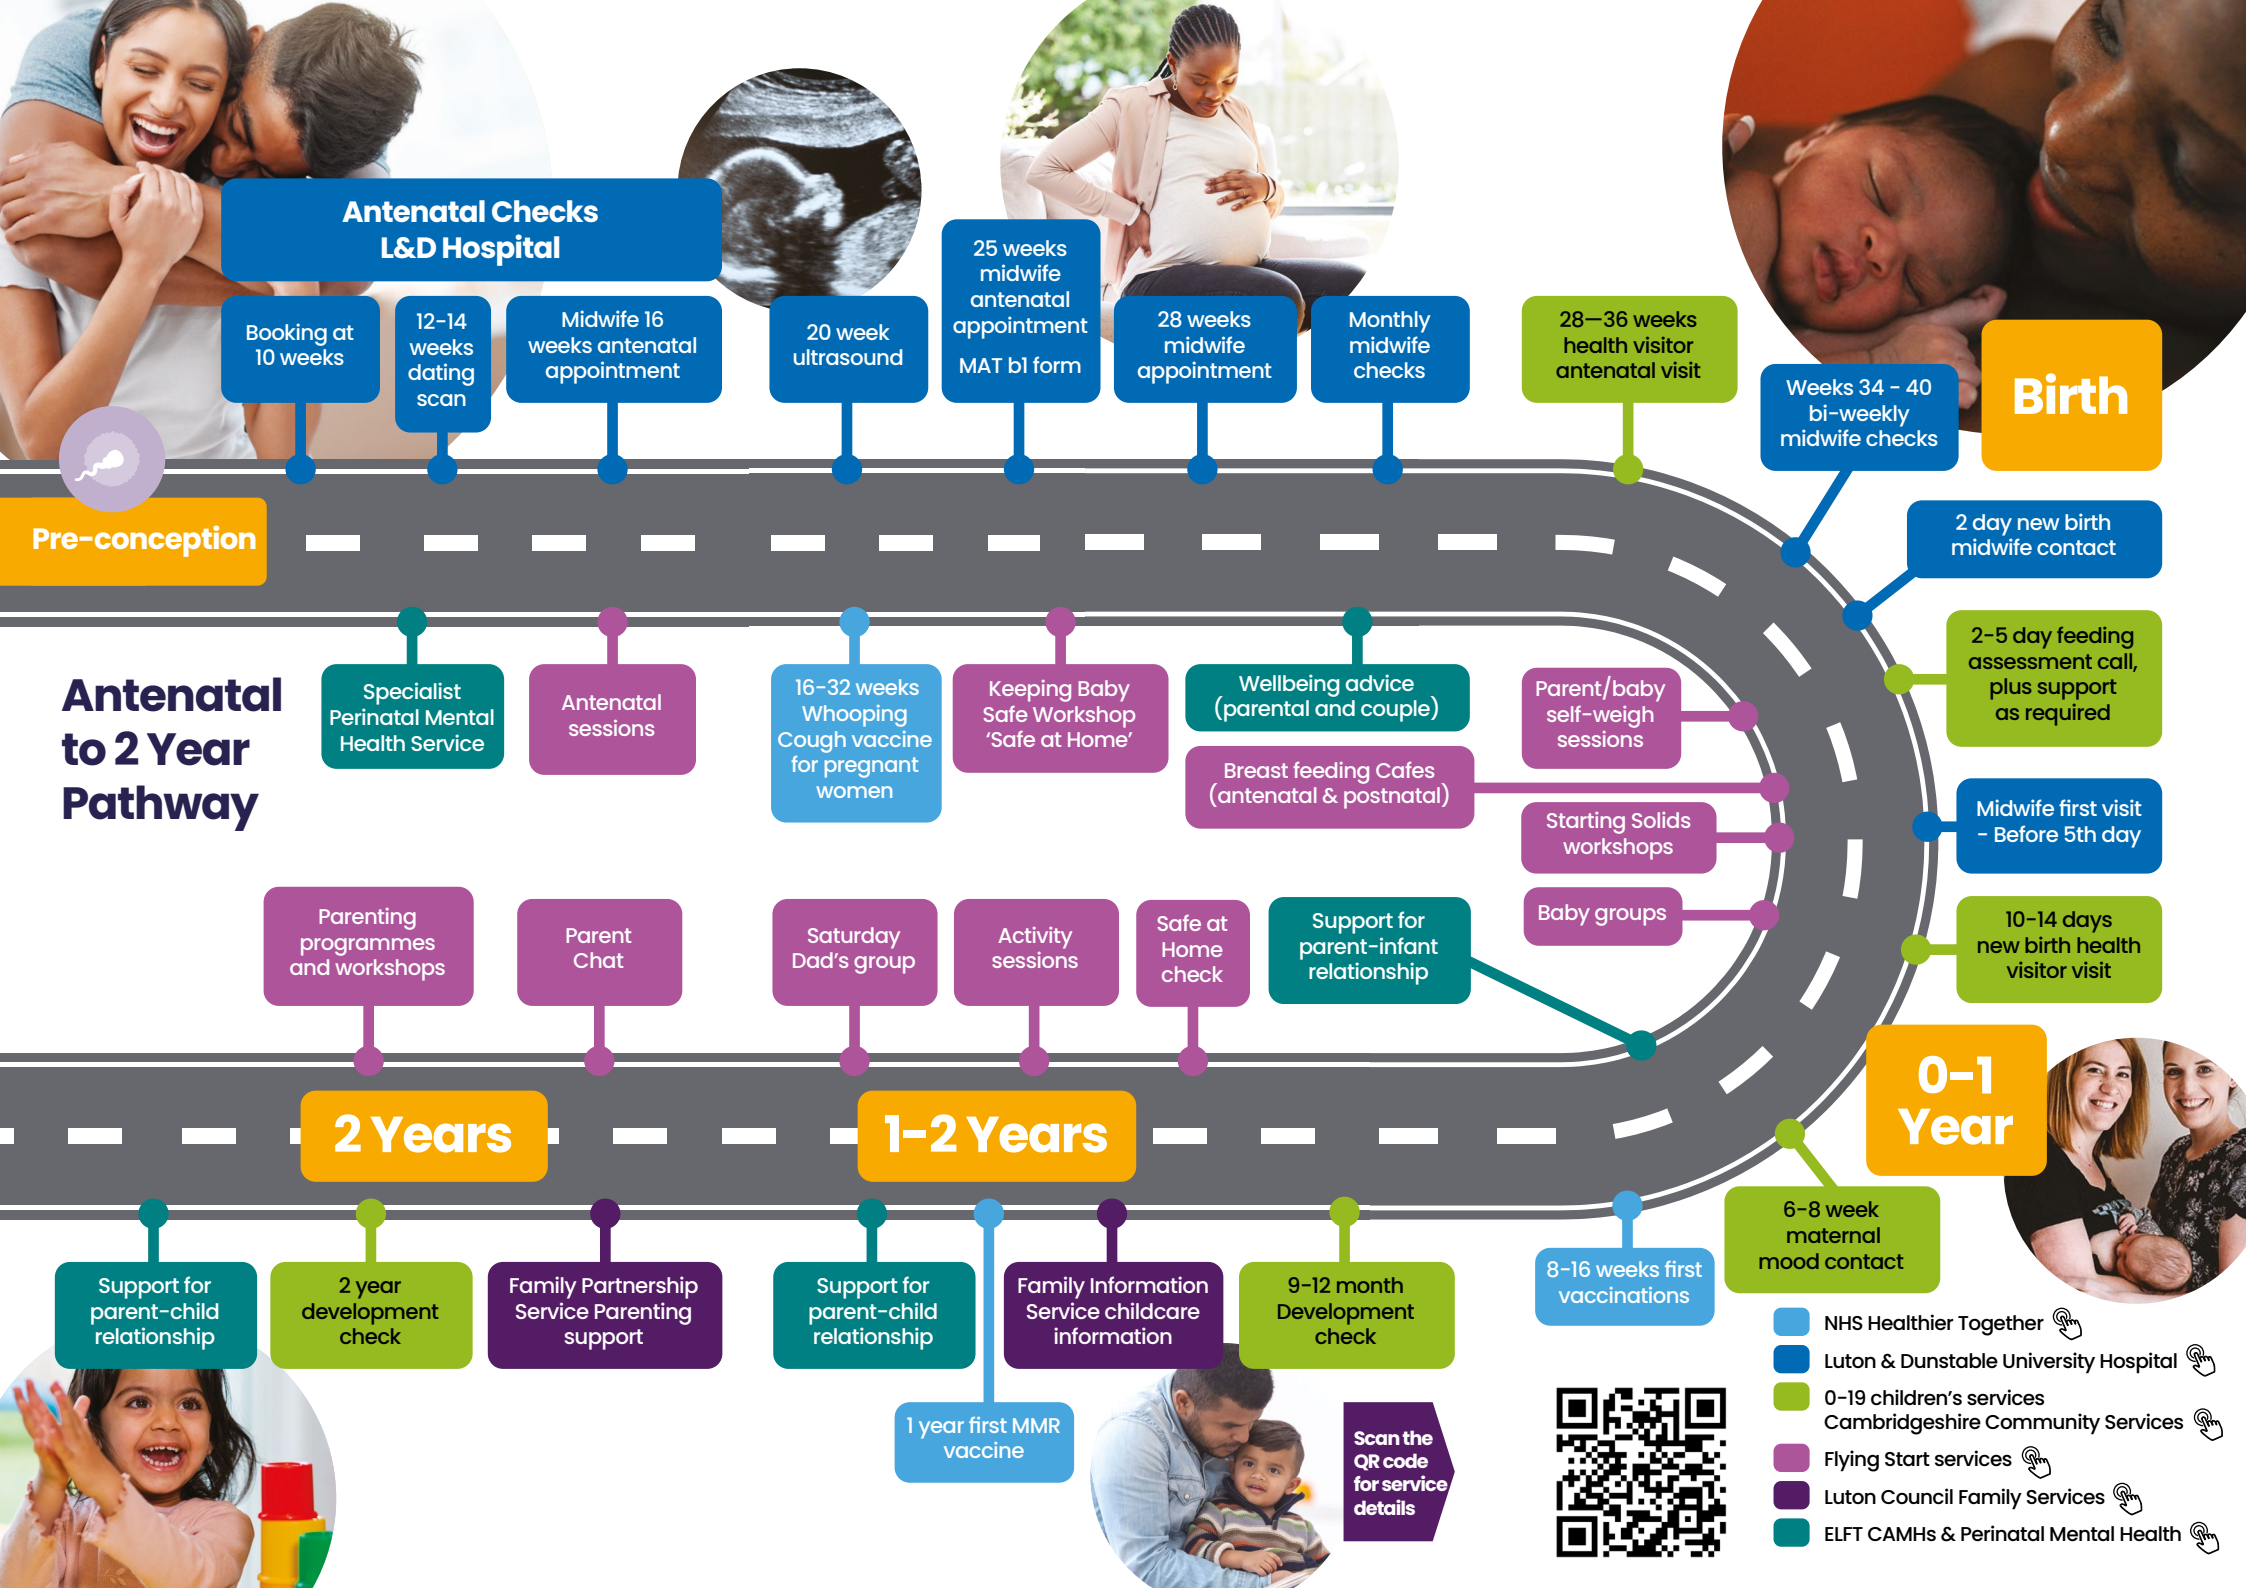 Antenatal Checks
L&D Hospital
Booking at
10 weeks
12-14
weeks
dating
scan
Midwife 16
weeks antenatal
appointment
20 week
ultrasound
25 weeks
midwife
antenatal
appointment
MAT b1 form
28 weeks
midwife
appointment
Monthly
midwife
checks
28—36 weeks
health visitor
antenatal visit
Weeks 34 - 40
bi-weekly
midwife checks
Birth
Pre-conception
2 day new birth
midwife contact
2-5 day feeding
assessment call,
plus support
as required
Midwife first visit
- Before 5th day
10-14 days
new birth health
visitor visit
Antenatal
to 2 Year
Pathway
Specialist
Perinatal Mental
Health Service
Antenatal
sessions
16-32 weeks
Whooping
Cough vaccine
for pregnant
women
Keeping Baby
Safe Workshop
‘Safe at Home’
Wellbeing advice
(parental and couple)
Breast feeding Cafes
(antenatal & postnatal)
Parent/baby
self-weigh
sessions
Starting Solids
workshops
Baby groups
Parenting
programmes
and workshops
Parent
Chat
Saturday
Dad’s group
Activity
sessions
Safe at
Home
check
Support for
parent-infant
relationship
0-1
Year
2 Years
1-2 Years
Support for
parent-child
relationship
2 year
development
check
Family Partnership
Service Parenting
support
Support for
parent-child
relationship
Family Information
Service childcare
information
9-12 month
Development
check
8-16 weeks first
vaccinations
6-8 week
maternal
mood contact
1 year first MMR
vaccine
Scan the
QR code
for service
details
NHS Healthier Together
Luton & Dunstable University Hospital
0-19 children’s services
Cambridgeshire Community Services
Flying Start services
Luton Council Family Services
ELFT CAMHs & Perinatal Mental Health